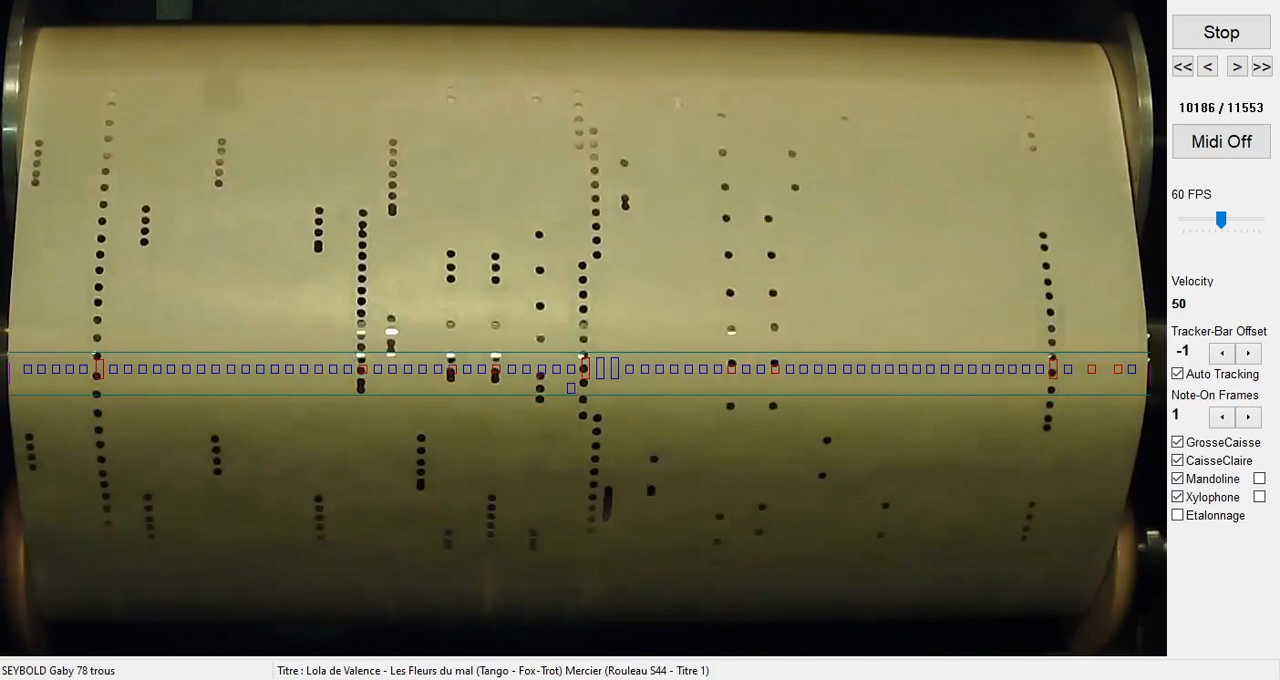 Stop
<< < > >>
10186 / 11553
Midi Off
60 FPS
Velocity
50
Tracker-Bar Offset
-1
Auto Tracking
Note-On Frames
1
GrosseCaisse
CaisseClaire
Mandoline
Xylophone
Etalonnage
SEYBOLD Gaby 78 trous
Titre : Lola de Valence - Les Fleurs du mal (Tango - Fox-Trot) Mercier (Rouleau S44 - Titre 1)